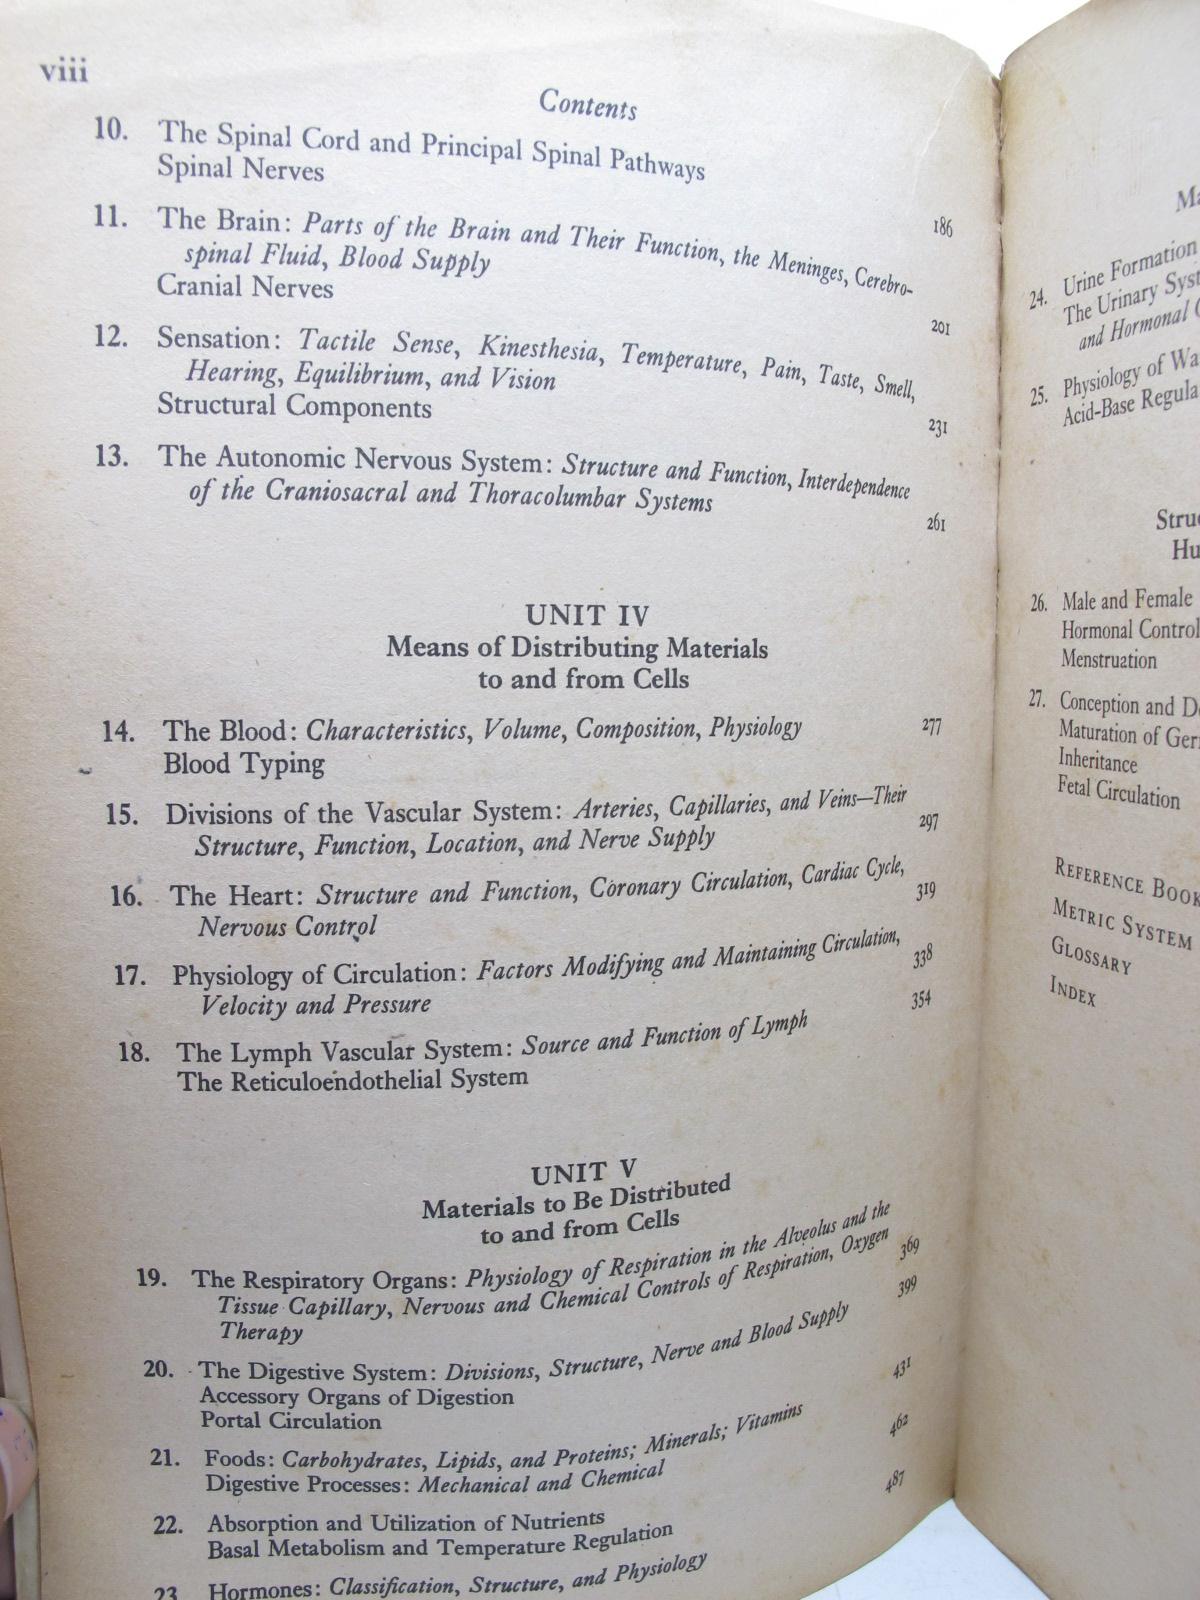 viii
Contents
10. The Spinal Cord and Principal Spinal Pathways
Spinal Nerves 186
11. The Brain: Parts of the Brain and Their Function, the Meninges, Cerebro-
spinal Fluid, Blood Supply
Cranial Nerves 201
12. Sensation: Tactile Sense, Kinesthesia, Temperature, Pain, Taste, Smell,
Hearing, Equilibrium, and Vision
Structural Components 231
13. The Autonomic Nervous System: Structure and Function, Interdependence
of the Craniosacral and Thoracolumbar Systems 261
UNIT IV
Means of Distributing Materials
to and from Cells
14. The Blood: Characteristics, Volume, Composition, Physiology 277
Blood Typing
15. Divisions of the Vascular System: Arteries, Capillaries, and Veins—Their
Structure, Function, Location, and Nerve Supply 297
16. The Heart: Structure and Function, Coronary Circulation, Cardiac Cycle,
Nervous Control 319
17. Physiology of Circulation: Factors Modifying and Maintaining Circulation,
Velocity and Pressure 338
18. The Lymph Vascular System: Source and Function of Lymph 354
The Reticuloendothelial System
UNIT V
Materials to Be Distributed
to and from Cells
19. The Respiratory Organs: Physiology of Respiration in the Alveolus and the
Tissue Capillary, Nervous and Chemical Controls of Respiration, Oxygen
Therapy 369
20. The Digestive System: Divisions, Structure, Nerve and Blood Supply 399
Accessory Organs of Digestion
Portal Circulation
21. Foods: Carbohydrates, Lipids, and Proteins; Minerals; Vitamins 431
Digestive Processes: Mechanical and Chemical
22. Absorption and Utilization of Nutrients 462
Basal Metabolism and Temperature Regulation
23. Hormones: Classification, Structure, and Physiology 487
24. Urine Formation
The Urinary Syst
and Hormonal
25. Physiology of Wa
Acid-Base Regula
Struc
Hu
26. Male and Female
Hormonal Control
Menstruation
27. Conception and De
Maturation of Ger
Inheritance
Fetal Circulation
REFERENCE BOOK
METRIC SYSTEM
GLOSSARY
INDEX